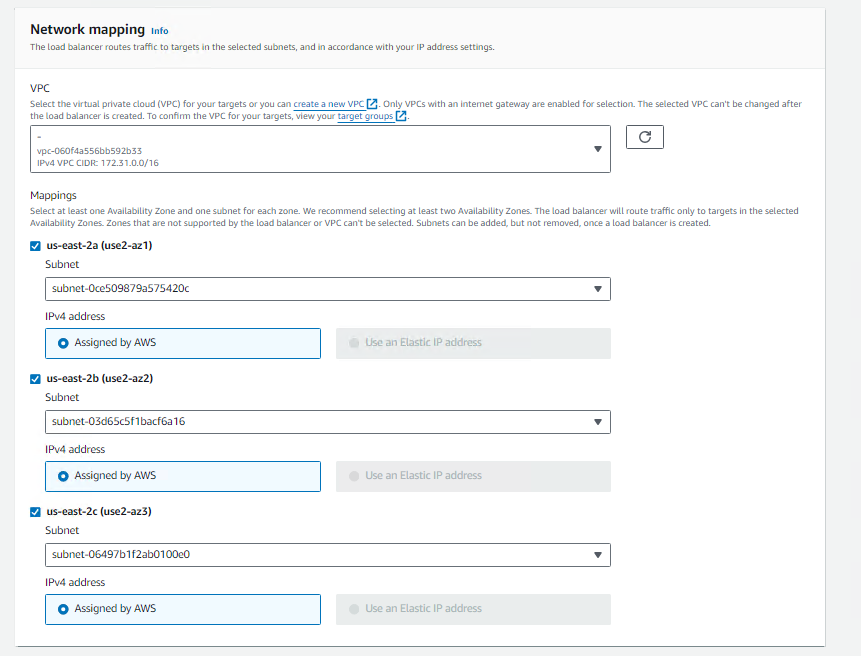 Network mapping Info
The load balancer routes traffic to targets in the selected subnets, and in accordance with your IP address settings.
VPC
Select the virtual private cloud (VPC) for your targets or you can create a new VPC. Only VPCs with an internet gateway are enabled for selection. The selected VPC can't be changed after
the load balancer is created. To confirm the VPC for your targets, view your target groups.
-
vpc-060f4a556bb592b33
IPv4 VPC CIDR: 172.31.0.0/16
Mappings
Select at least one Availability Zone and one subnet for each zone. We recommend selecting at least two Availability Zones. The load balancer will route traffic only to targets in the selected
Availability Zones. Zones that are not supported by the load balancer or VPC can't be selected. Subnets can be added, but not removed, once a load balancer is created.
us-east-2a (use2-az1)
Subnet
subnet-0ce509879a575420c
IPv4 address
Assigned by AWS Use an Elastic IP address
us-east-2b (use2-az2)
Subnet
subnet-03d65c5f1bacf6a16
IPv4 address
Assigned by AWS Use an Elastic IP address
us-east-2c (use2-az3)
Subnet
subnet-06497b1f2ab0100e0
IPv4 address
Assigned by AWS Use an Elastic IP address